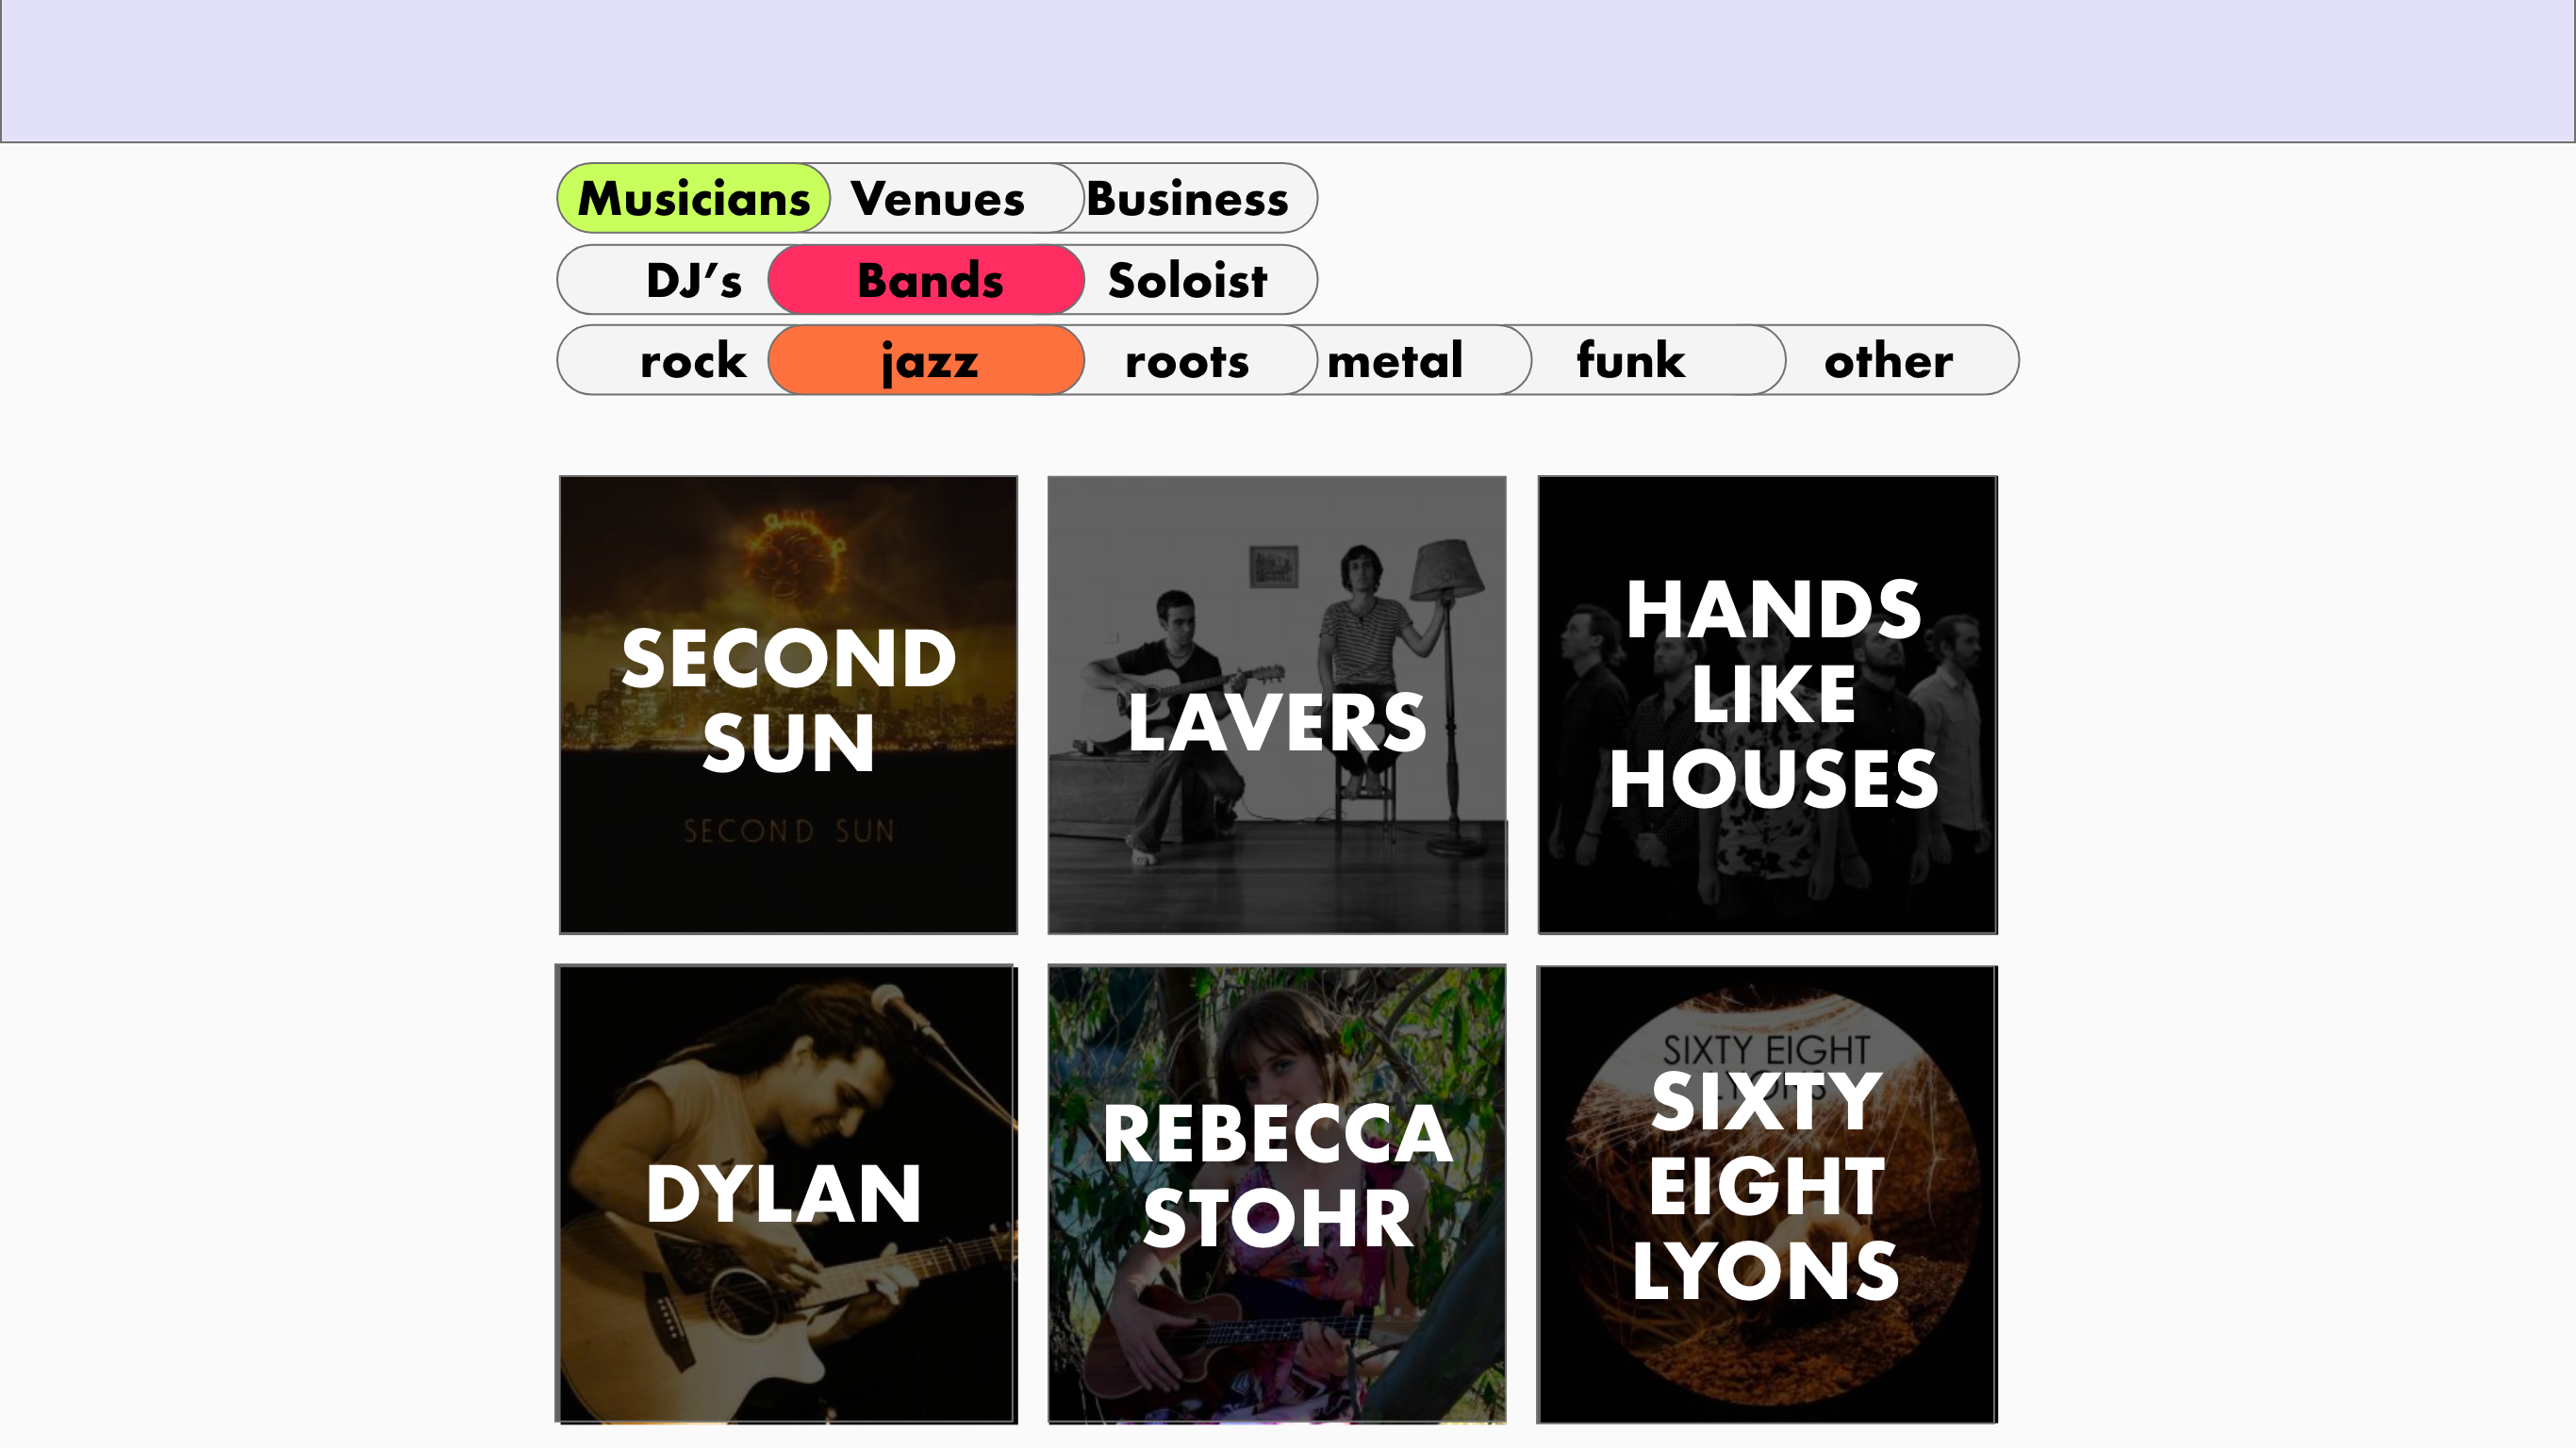 Musicians Venues Business
DJ’s Bands Soloist
rock jazz roots metal funk other
SECOND
SUN
SECOND SUN
LAVERS
HANDS
LIKE
HOUSES
DYLAN
REBECCA
STOHR
SIXTY EIGHT
LYONS
SIXTY
EIGHT
LYONS